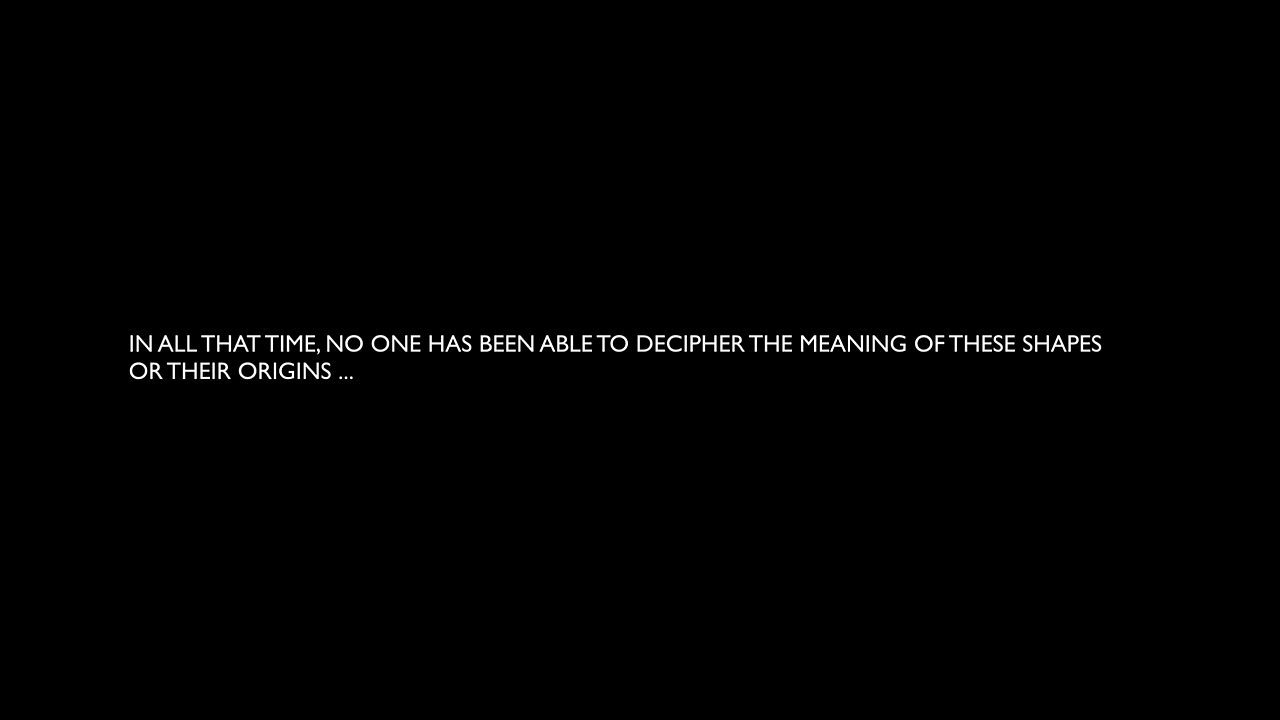 IN ALL THAT TIME, NO ONE HAS BEEN ABLE TO DECIPHER THE MEANING OF THESE SHAPES
OR THEIR ORIGINS ...